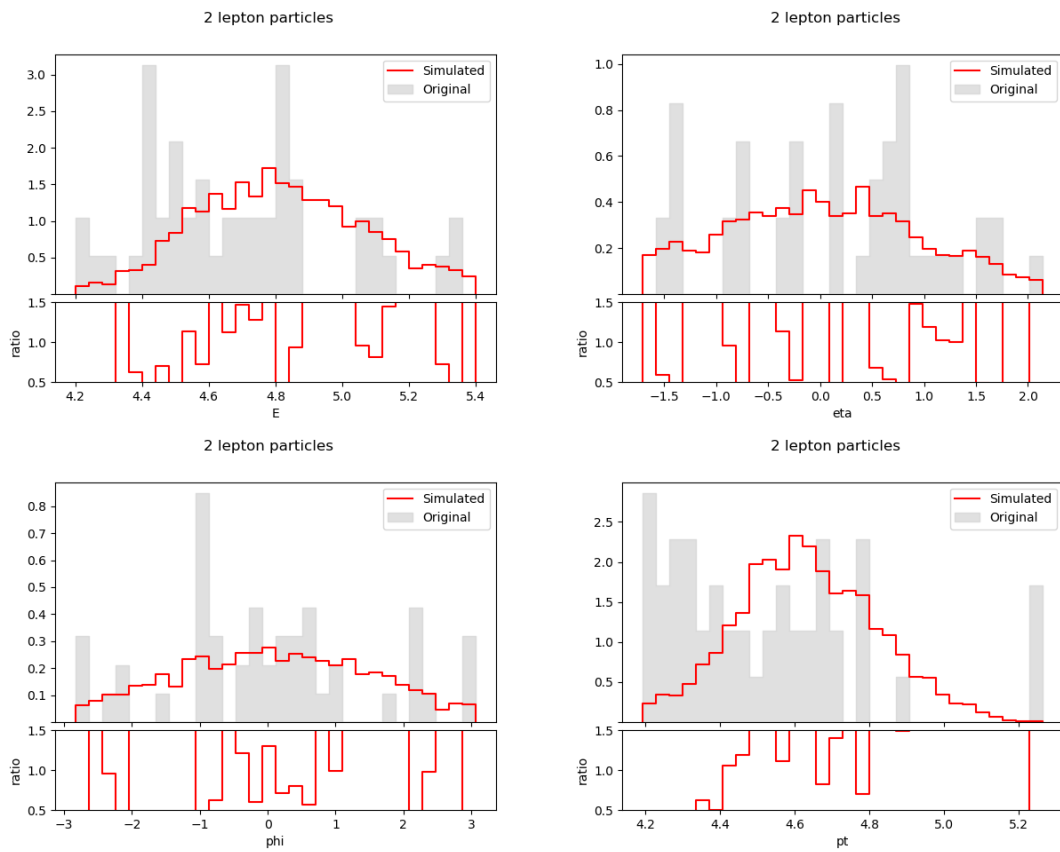 2 lepton particles
3.0
2.5
2.0
1.5
1.0
0.5
Simulated
Original
1.5
1.0
0.5
ratio
4.2 4.4 4.6 4.8 5.0 5.2 5.4
E
2 lepton particles
1.0
0.8
0.6
0.4
0.2
Simulated
Original
1.5
1.0
0.5
ratio
−1.5 −1.0 −0.5 0.0 0.5 1.0 1.5 2.0
eta
2 lepton particles
0.8
0.7
0.6
0.5
0.4
0.3
0.2
0.1
Simulated
Original
1.5
1.0
0.5
ratio
−3 −2 −1 0 1 2 3
phi
2 lepton particles
2.5
2.0
1.5
1.0
0.5
Simulated
Original
1.5
1.0
0.5
ratio
4.2 4.4 4.6 4.8 5.0 5.2
pt